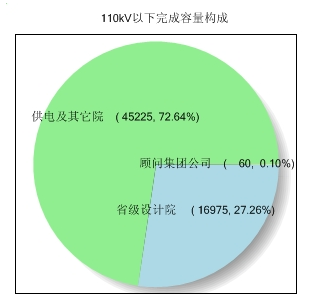 110kV以下完成容量构成
供电及其它院 (45225, 72.64%)
顾问集团公司 ( 60, 0.10%)
省级设计院 (16975, 27.26%)